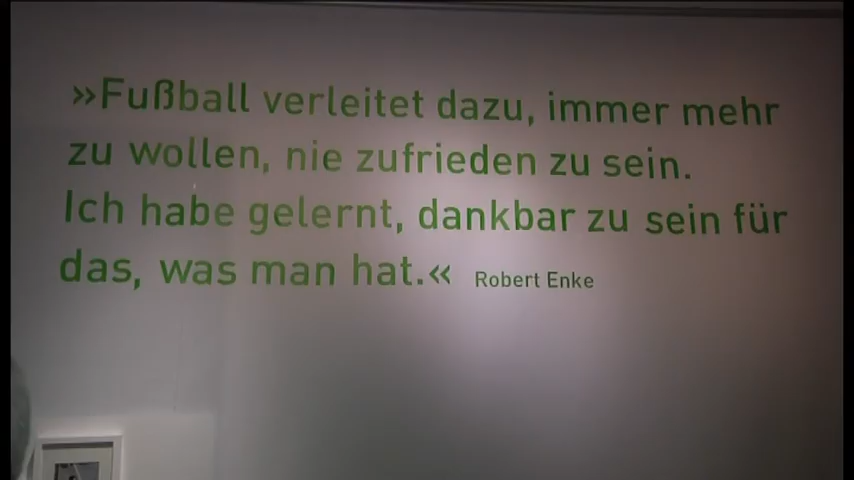 »Fußball verleitet dazu, immer mehr
zu wollen, nie zufrieden zu sein.
Ich habe gelernt, dankbar zu sein für
das, was man hat.« Robert Enke